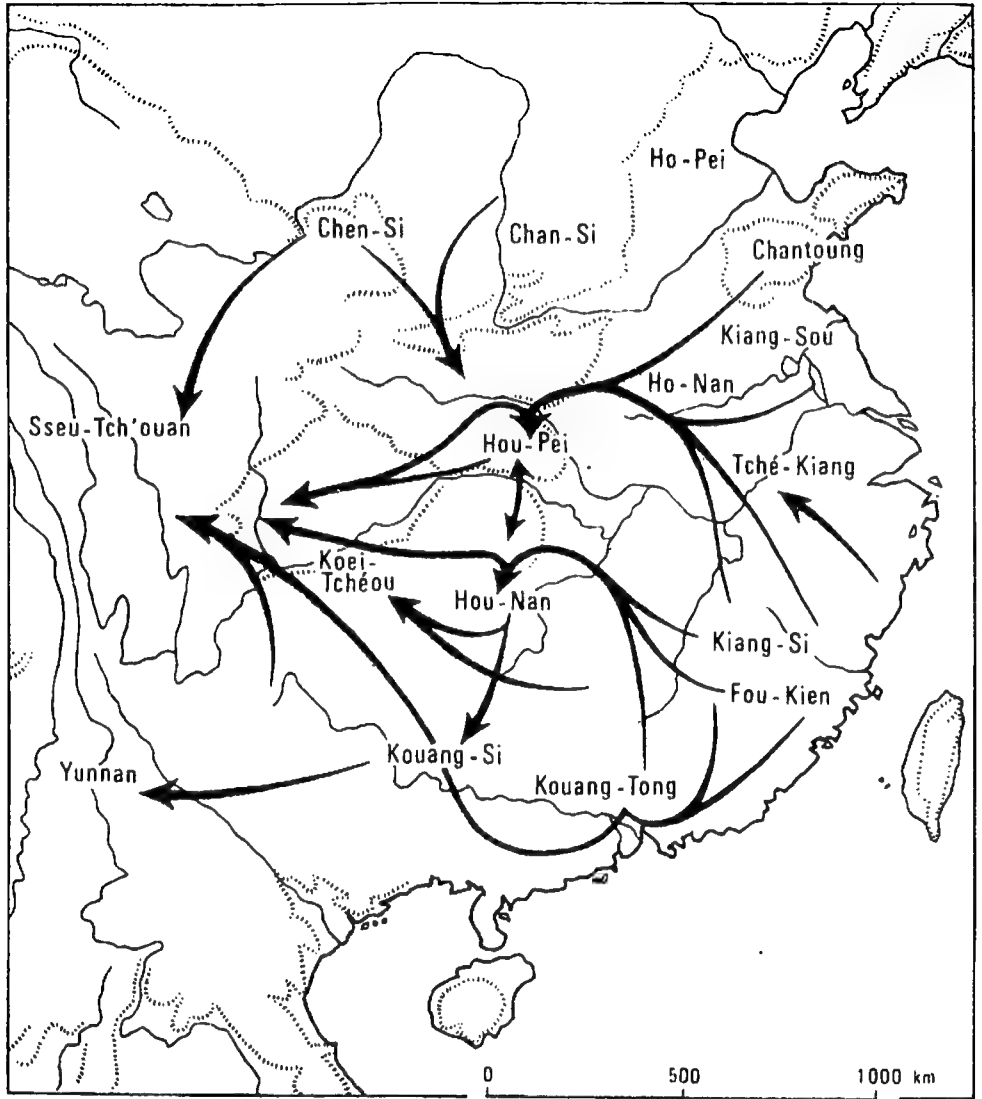 Ho-Pei
Chen-Si
Chan-Si
Chantoung
Kiang-Sou
Ho-Nan
Sseu-Tch'ouan
Hou-Pei
Tché-Kiang
Koei-
Tchéou
Hou-Nan
Kiang-Si
Fou-Kien
Kouang-Si
Yunnan
Kouang-Tong
0 500 1000 km